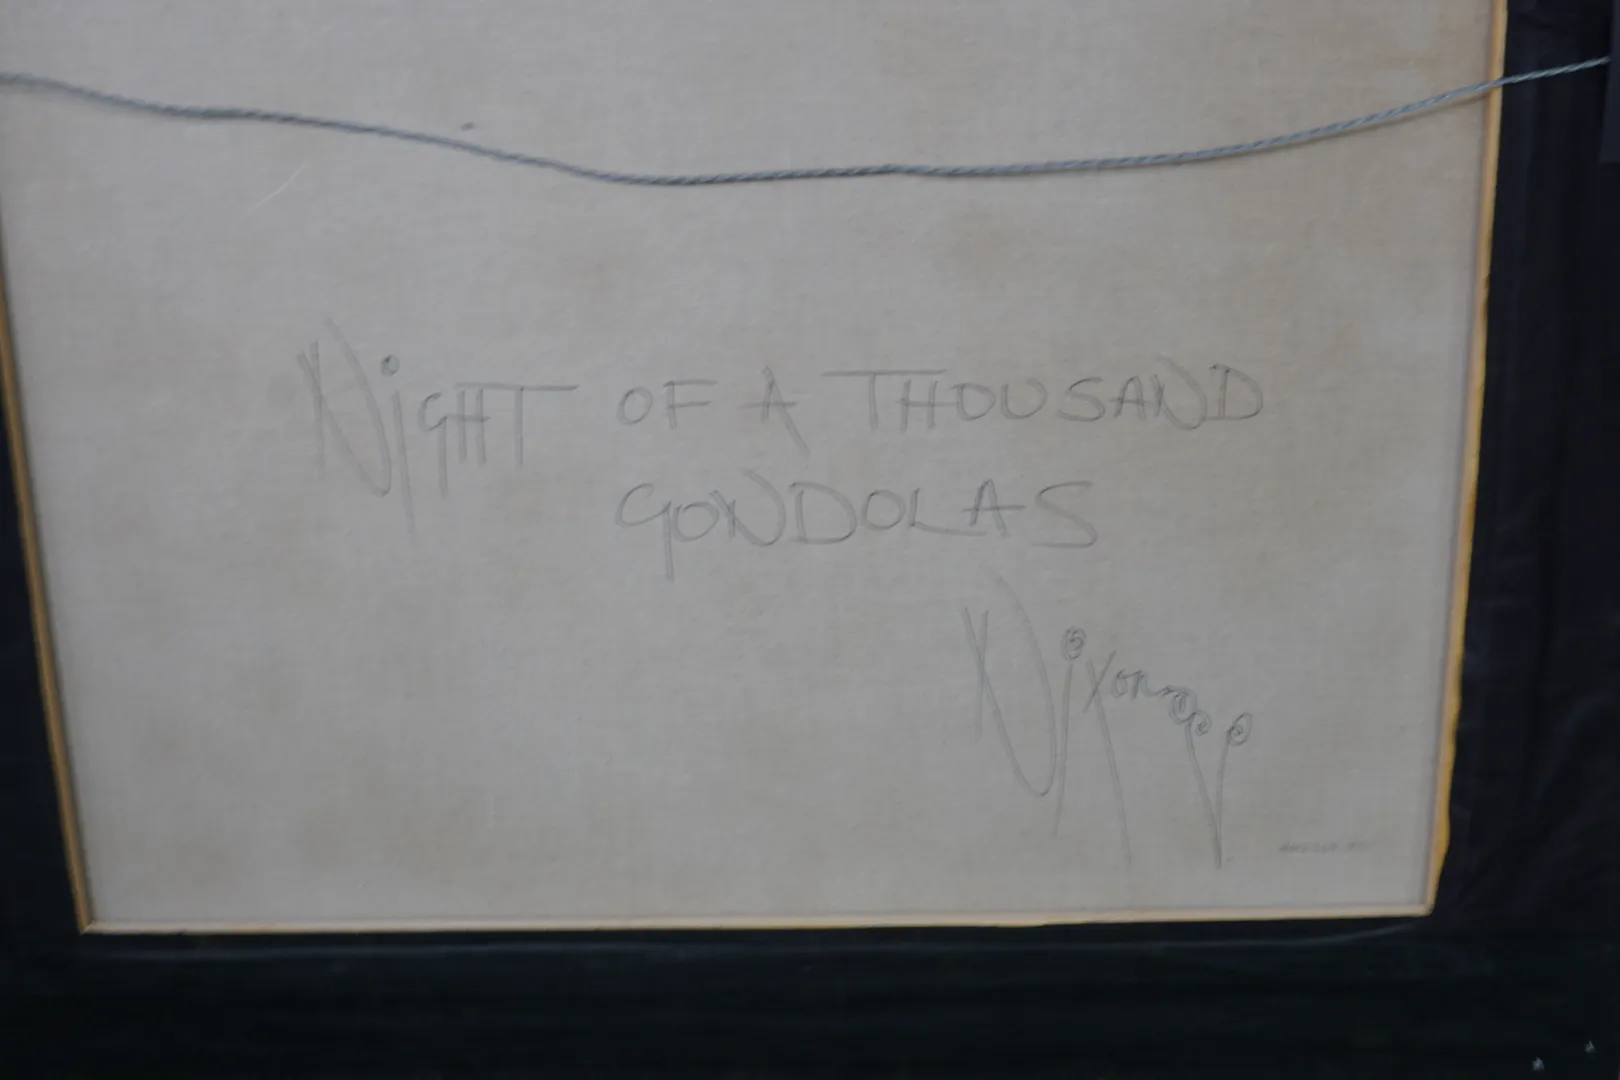 NiGHT OF A THOUSAND
GONDOLAS
Nixon